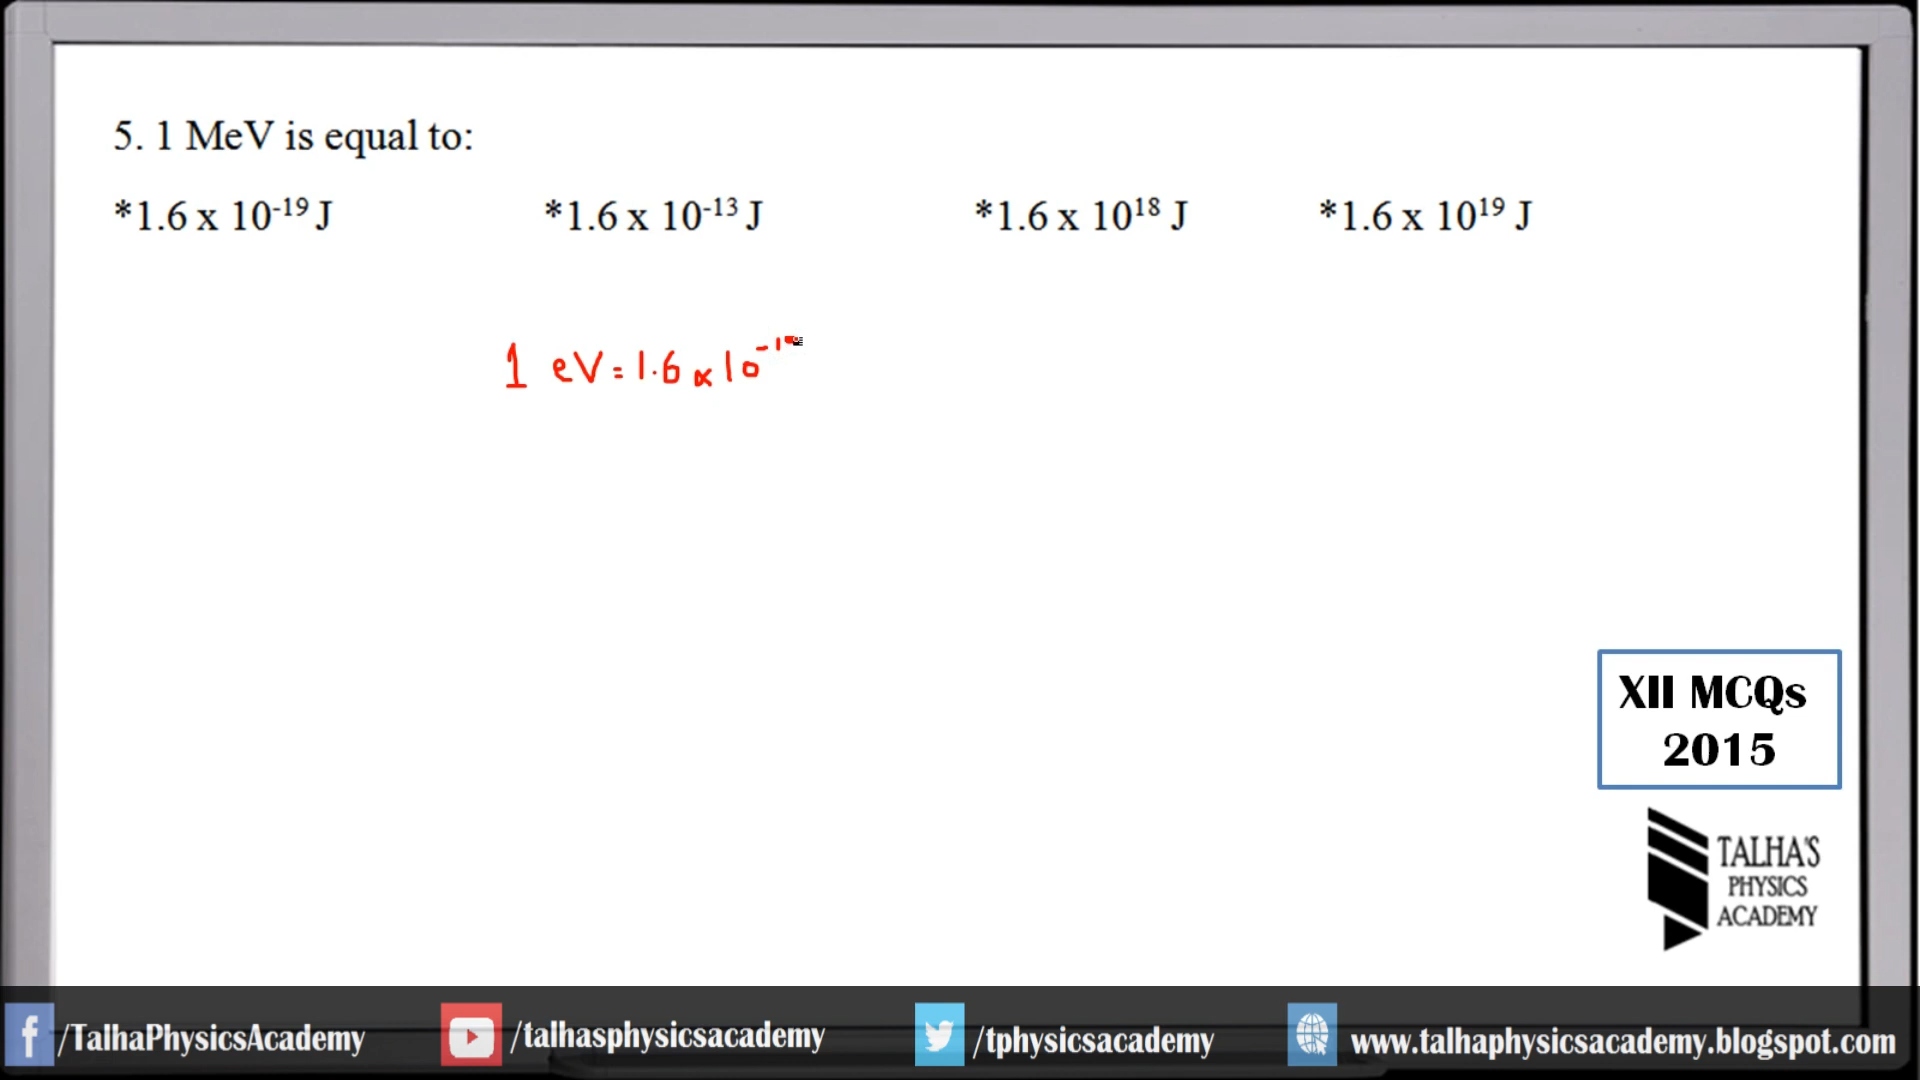 5. 1 MeV is equal to:
*1.6 x 10⁻¹⁹ J *1.6 x 10⁻¹³ J *1.6 x 10¹⁸ J *1.6 x 10¹⁹ J
1 eV = 1.6 x 10⁻¹
XII MCQs
2015
TALHA'S
PHYSICS
ACADEMY
/TalhaPhysicsAcademy /talhasphysicsacademy /tphysicsacademy www.talhaphysicsacademy.blogspot.com